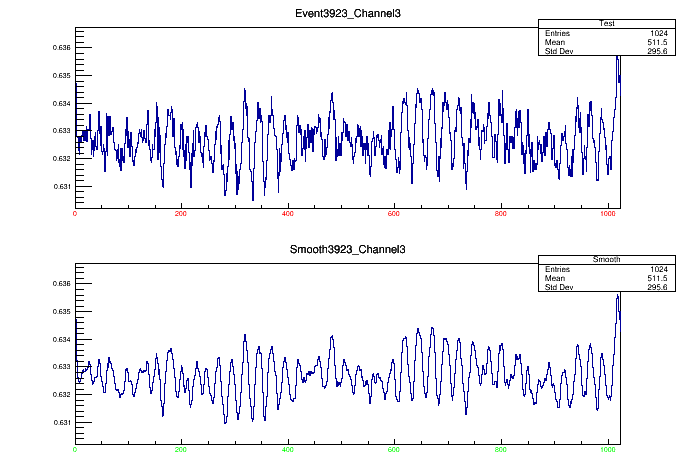 Event3923_Channel3
Test
Entries 1024
Mean 511.5
Std Dev 295.6
0.636
0.635
0.634
0.633
0.632
0.631
0 200 400 600 800 1000
Smooth3923_Channel3
Smooth
Entries 1024
Mean 511.5
Std Dev 295.6
0.636
0.635
0.634
0.633
0.632
0.631
0 200 400 600 800 1000